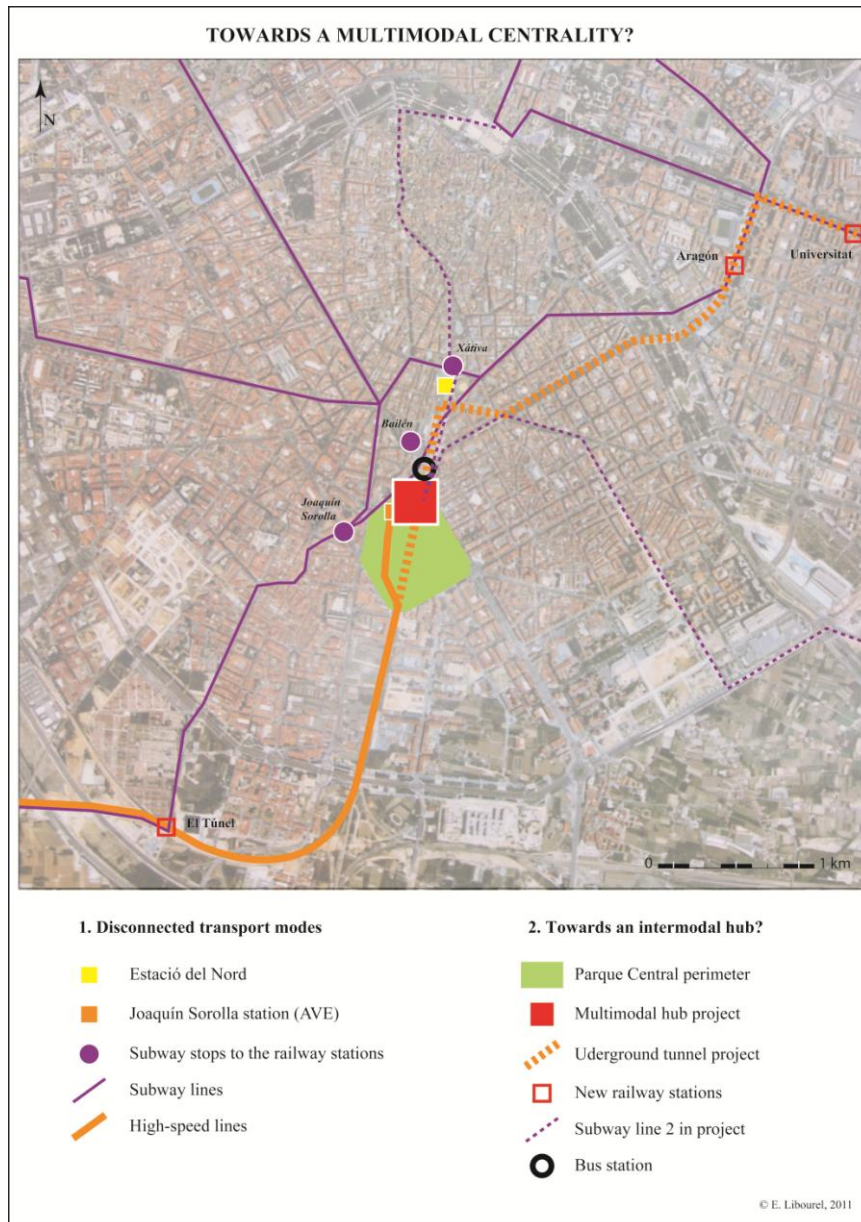 TOWARDS A MULTIMODAL CENTRALITY?
N
Universitat
Aragón
Xátiva
Bailén
Joaquín
Sorolla
El Túnel
0
1 km
1. Disconnected transport modes
Estació del Nord
Joaquín Sorolla station (AVE)
Subway stops to the railway stations
Subway lines
High-speed lines
2. Towards an intermodal hub?
Parque Central perimeter
Multimodal hub project
Uderground tunnel project
New railway stations
Subway line 2 in project
Bus station
© E. Libourel, 2011